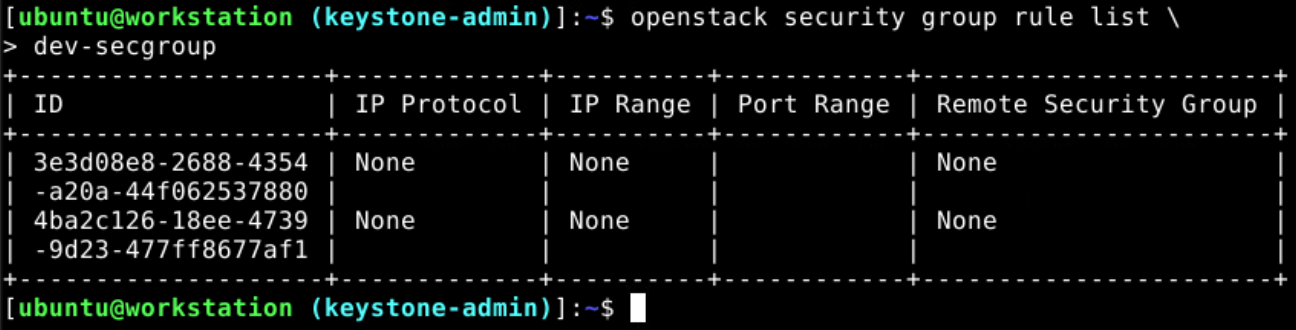 [ubuntu@workstation (keystone-admin)]:~$ openstack security group rule list \
> dev-secgroup
+---------------------+--------------+----------+-------------+-----------------------+
| ID                  | IP Protocol | IP Range | Port Range | Remote Security Group |
+---------------------+--------------+----------+-------------+-----------------------+
| 3e3d08e8-2688-4354 | None        | None     |            | None                  |
| -a20a-44f062537880 |             |          |            |                       |
| 4ba2c126-18ee-4739 | None        | None     |            | None                  |
| -9d23-477ff8677af1 |             |          |            |                       |
+---------------------+--------------+----------+-------------+-----------------------+
[ubuntu@workstation (keystone-admin)]:~$